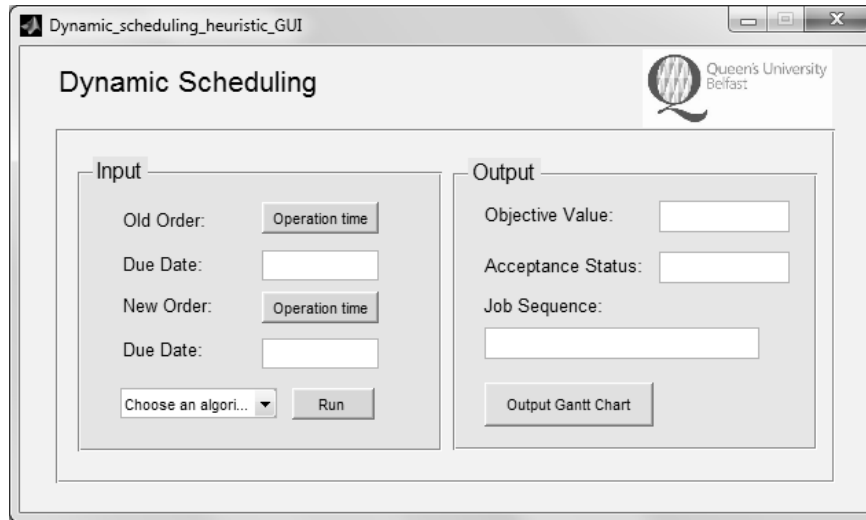 Dynamic_scheduling_heuristic_GUI
Dynamic Scheduling
Queen's University
Belfast
Input
Old Order:
Operation time
Due Date:
New Order:
Operation time
Due Date:
Choose an algori...
Run
Output
Objective Value:
Acceptance Status:
Job Sequence:
Output Gantt Chart